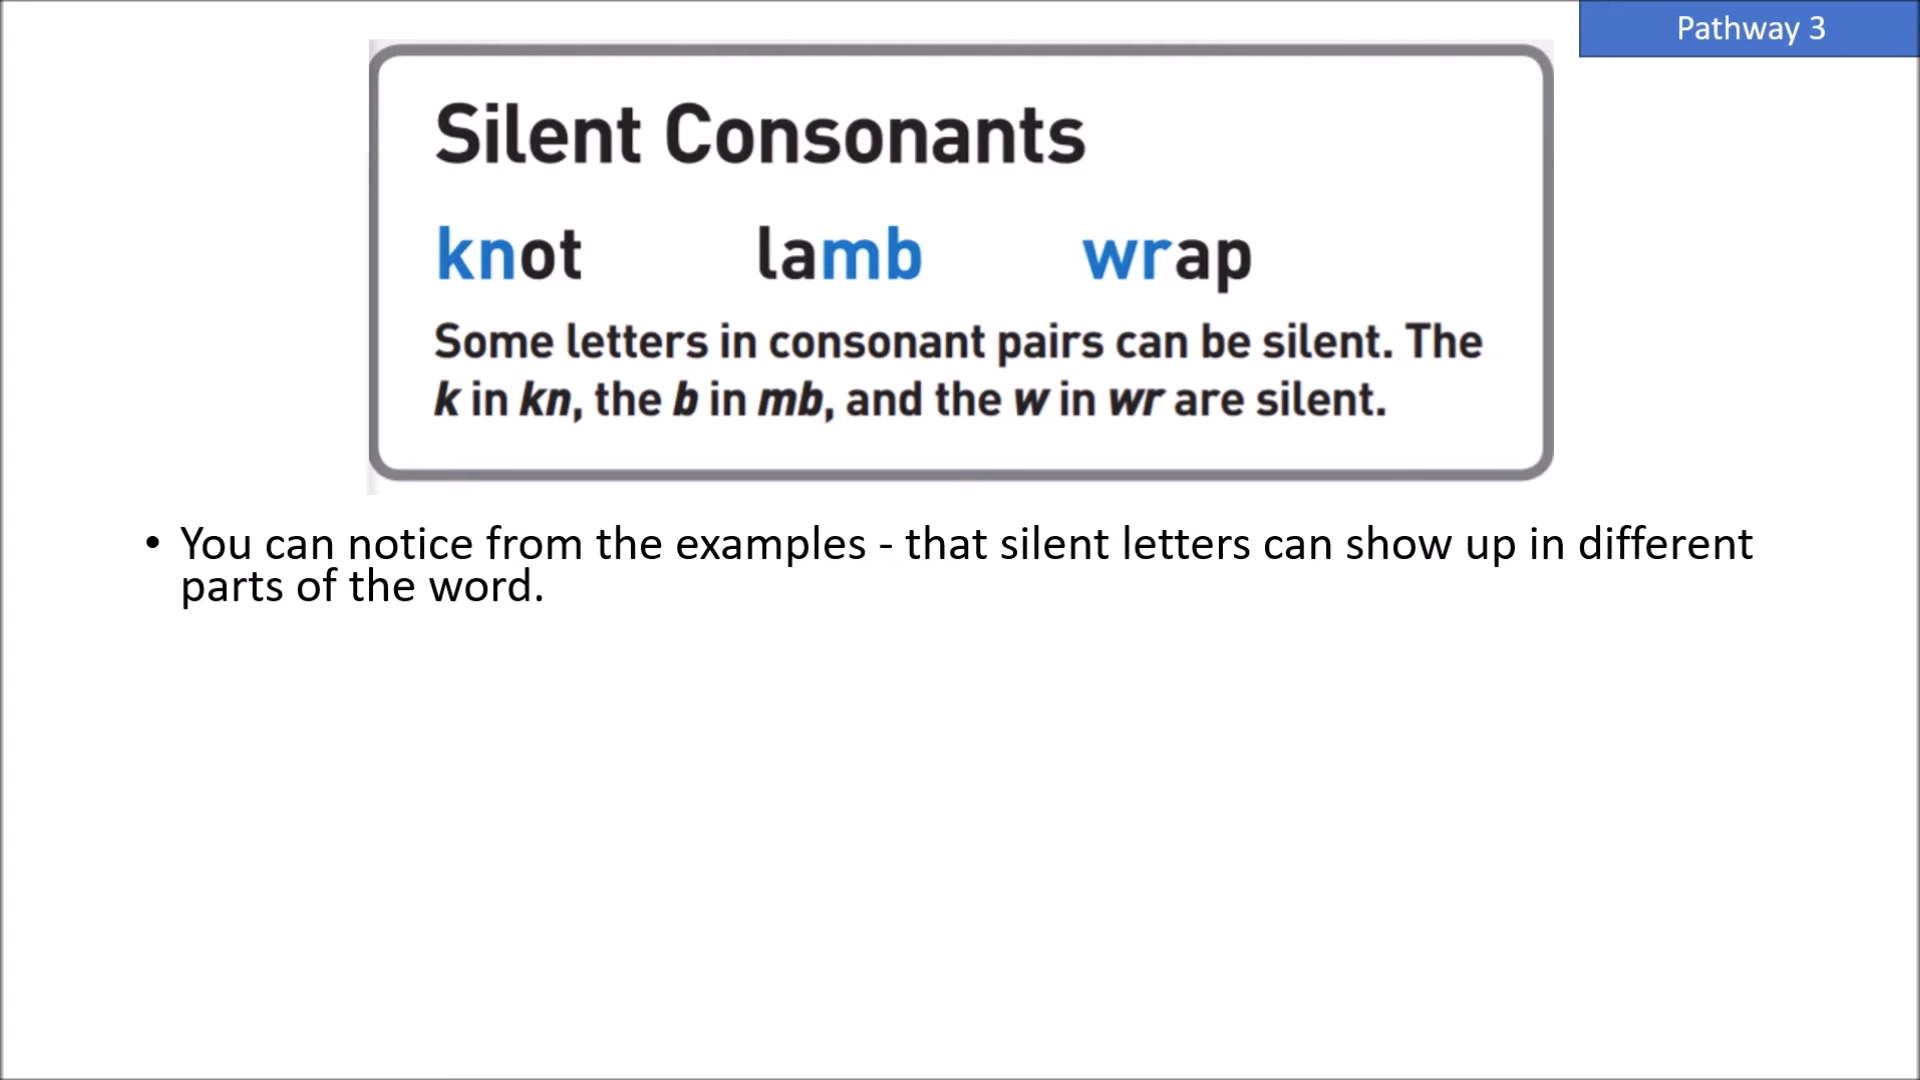 Pathway 3
Silent Consonants
knot lamb wrap
Some letters in consonant pairs can be silent. The
k in kn, the b in mb, and the w in wr are silent.
• You can notice from the examples - that silent letters can show up in different
parts of the word.